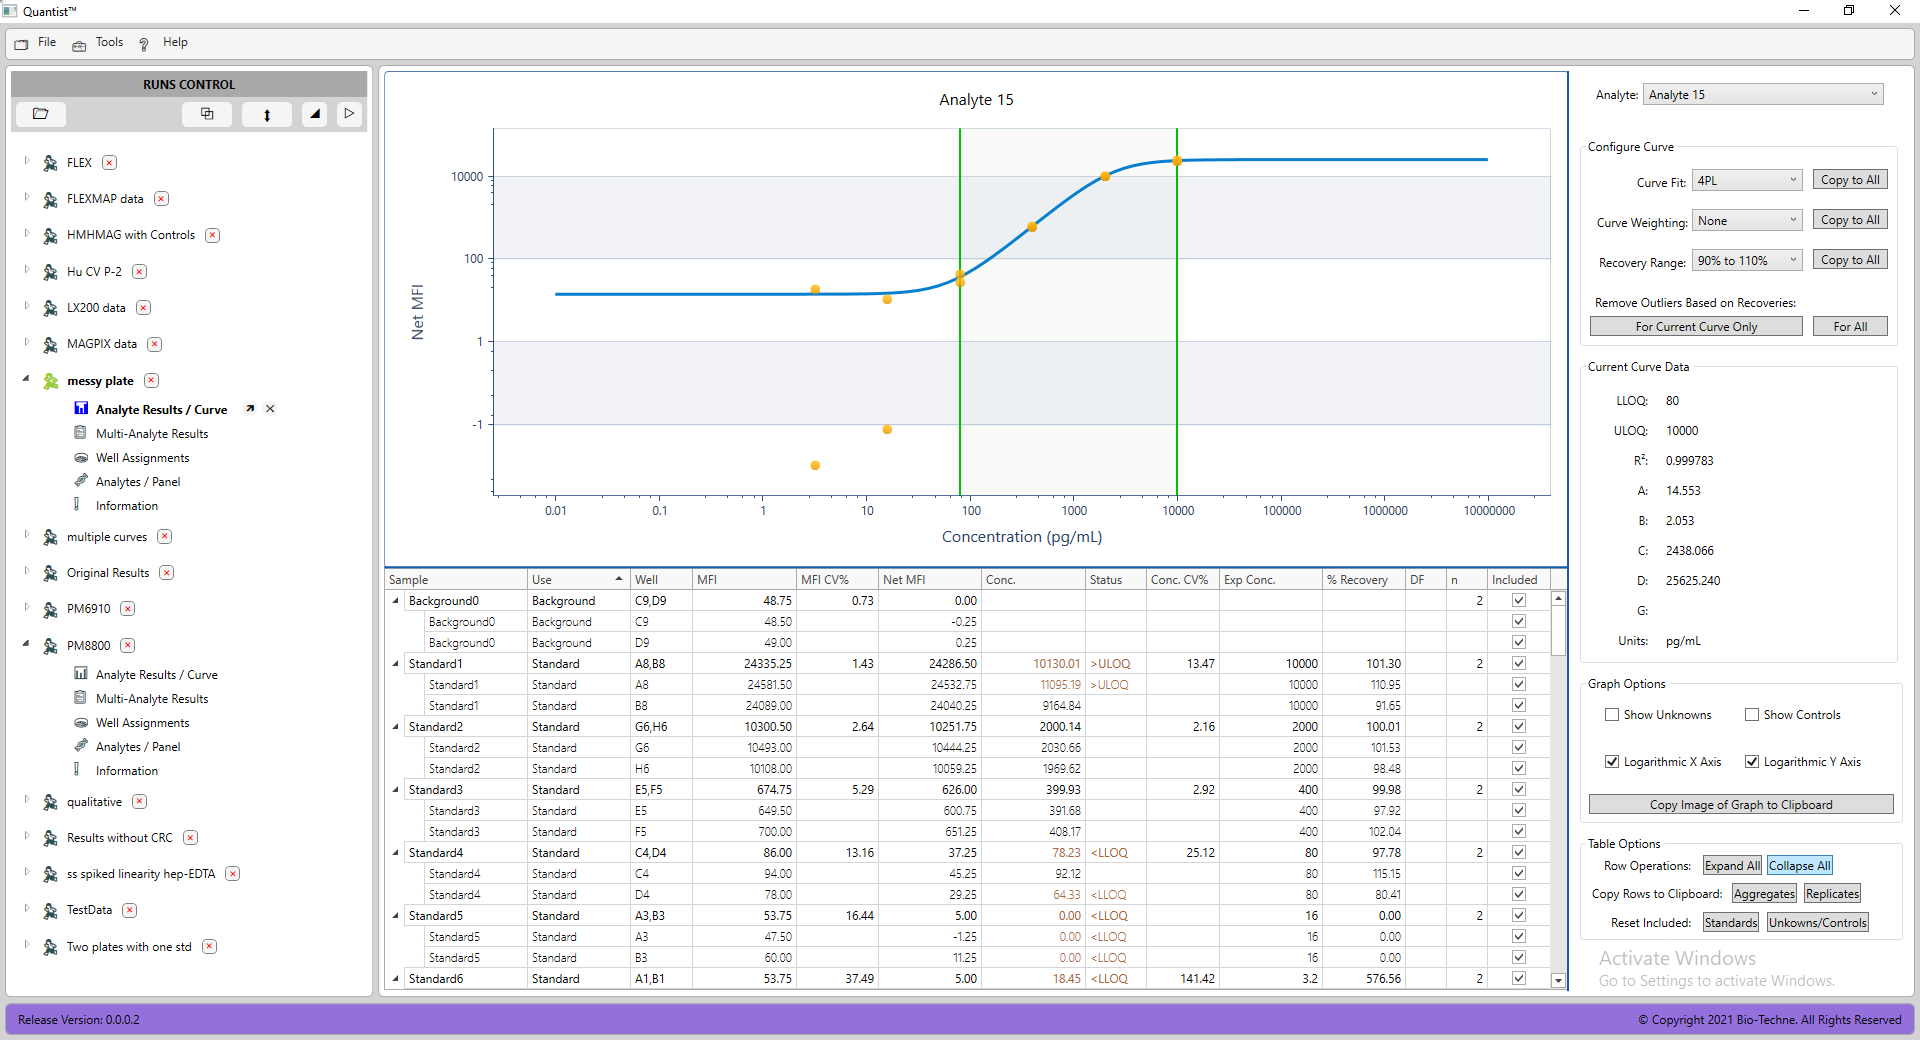 Quantist™
File Tools Help
RUNS CONTROL
FLEX
FLEXMAP data
HMHMAG with Controls
Hu CV P-2
LX200 data
MAGPIX data
messy plate
Analyte Results / Curve
Multi-Analyte Results
Well Assignments
Analytes / Panel
Information
multiple curves
Original Results
PM6910
PM8800
Analyte Results / Curve
Multi-Analyte Results
Well Assignments
Analytes / Panel
Information
qualitative
Results without CRC
ss spiked linearity hep-EDTA
TestData
Two plates with one std
Analyte 15
Net MFI
10000
100
1
-1
0.01 0.1 1 10 100 1000 10000 100000 1000000 10000000
Concentration (pg/mL)
Sample Use Well MFI MFI CV% Net MFI Conc. Status Conc. CV% Exp Conc. % Recovery DF n Included
Background0 Background C9,D9 48.75 0.73 0.00 2
Background0 Background C9 48.50 -0.25
Background0 Background D9 49.00 0.25
Standard1 Standard A8,B8 24335.25 1.43 24286.50 10130.01 >ULOQ 13.47 10000 101.30 2
Standard1 Standard A8 24581.50 24532.75 11095.19 >ULOQ 10000 110.95
Standard1 Standard B8 24089.00 24040.25 9164.84 10000 91.65
Standard2 Standard G6,H6 10300.50 2.64 10251.75 2000.14 2.16 2000 100.01 2
Standard2 Standard G6 10493.00 10444.25 2030.66 2000 101.53
Standard2 Standard H6 10108.00 10059.25 1969.62 2000 98.48
Standard3 Standard E5,F5 674.75 5.29 626.00 399.93 2.92 400 99.98 2
Standard3 Standard E5 649.50 600.75 391.68 400 97.92
Standard3 Standard F5 700.00 651.25 408.17 400 102.04
Standard4 Standard C4,D4 86.00 13.16 37.25 78.23 <LLOQ 25.12 80 97.78 2
Standard4 Standard C4 94.00 45.25 92.12 80 115.15
Standard4 Standard D4 78.00 29.25 64.33 <LLOQ 80 80.41
Standard5 Standard A3,B3 53.75 16.44 5.00 0.00 <LLOQ 16 0.00 2
Standard5 Standard A3 47.50 -1.25 0.00 <LLOQ 16 0.00
Standard5 Standard B3 60.00 11.25 0.00 <LLOQ 16 0.00
Standard6 Standard A1,B1 53.75 37.49 5.00 18.45 <LLOQ 141.42 3.2 576.56 2
Analyte: Analyte 15
Configure Curve
Curve Fit: 4PL Copy to All
Curve Weighting: None Copy to All
Recovery Range: 90% to 110% Copy to All
Remove Outliers Based on Recoveries:
For Current Curve Only For All
Current Curve Data
LLOQ: 80
ULOQ: 10000
R²: 0.999783
A: 14.553
B: 2.053
C: 2438.066
D: 25625.240
G:
Units: pg/mL
Graph Options
Show Unknowns Show Controls
Logarithmic X Axis Logarithmic Y Axis
Copy Image of Graph to Clipboard
Table Options
Row Operations: Expand All Collapse All
Copy Rows to Clipboard: Aggregates Replicates
Reset Included: Standards Unkowns/Controls
Activate Windows
Go to Settings to activate Windows.
Release Version: 0.0.0.2
© Copyright 2021 Bio-Techne. All Rights Reserved